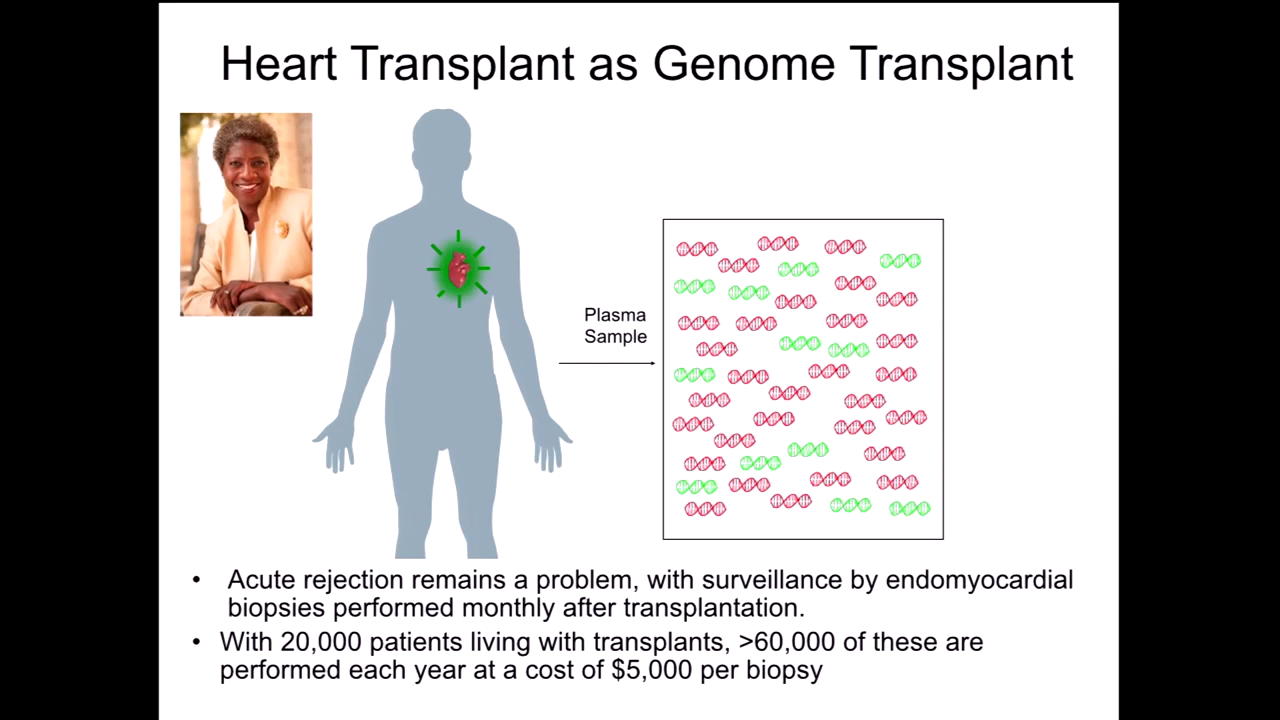 Heart Transplant as Genome Transplant
Plasma
Sample
• Acute rejection remains a problem, with surveillance by endomyocardial
biopsies performed monthly after transplantation.
• With 20,000 patients living with transplants, >60,000 of these are
performed each year at a cost of $5,000 per biopsy